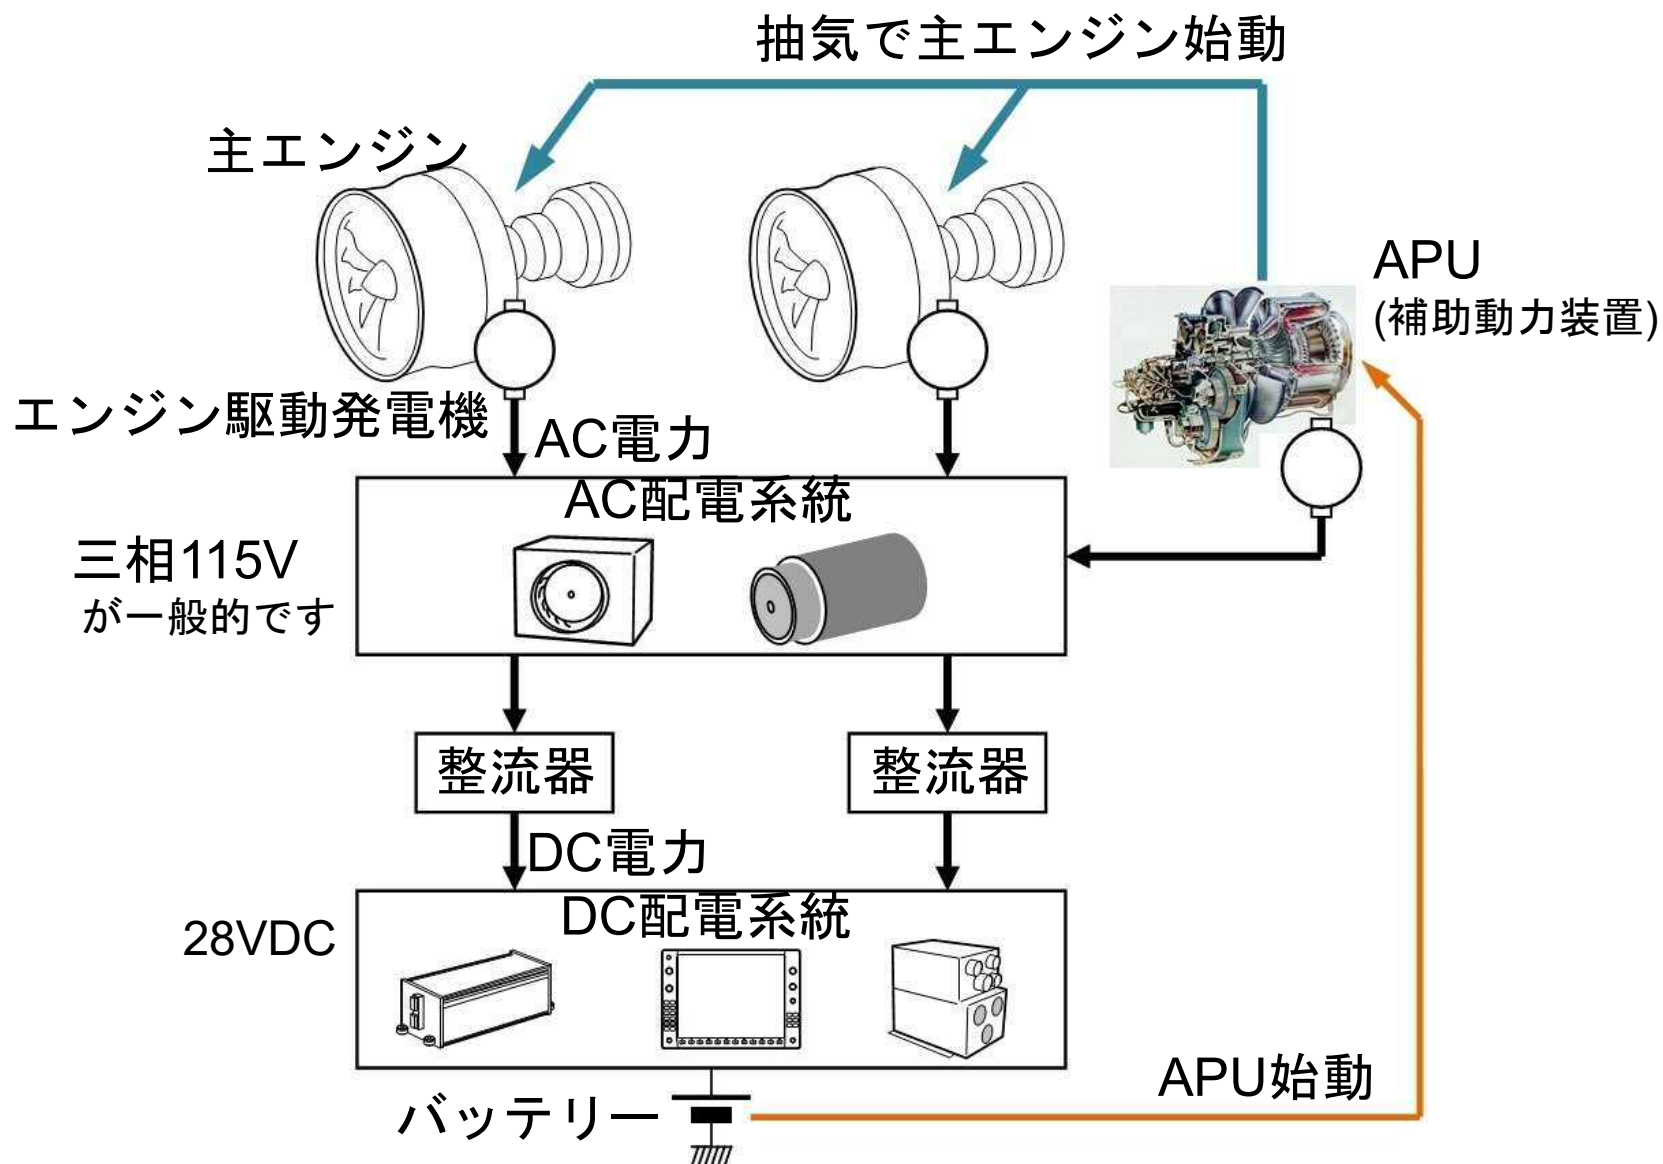 抽気で主エンジン始動
主エンジン
APU
(補助動力装置)
エンジン駆動発電機
AC電力
AC配電系統
三相115V
が一般的です
整流器
整流器
DC電力
DC配電系統
28VDC
APU始動
バッテリー